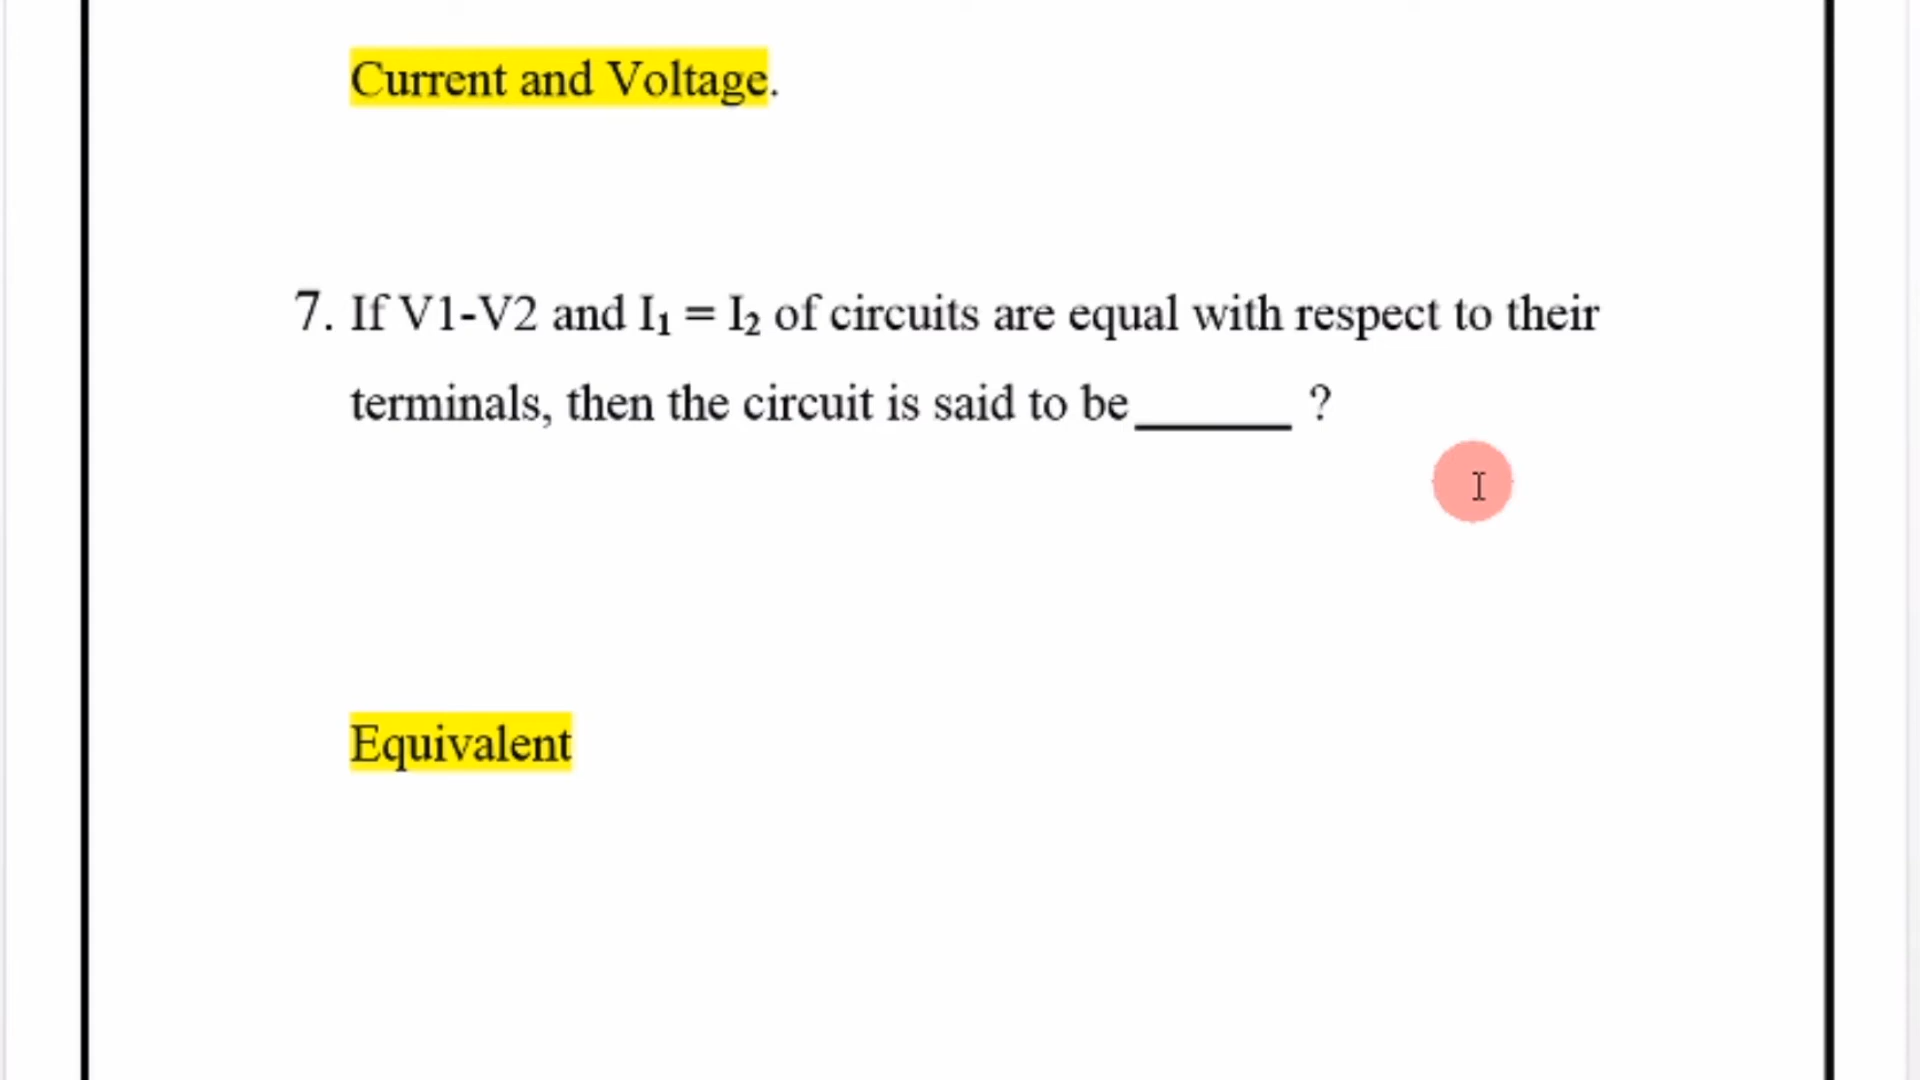 Current and Voltage.
7. If V1-V2 and I₁ = I₂ of circuits are equal with respect to their
terminals, then the circuit is said to be______ ?
Equivalent